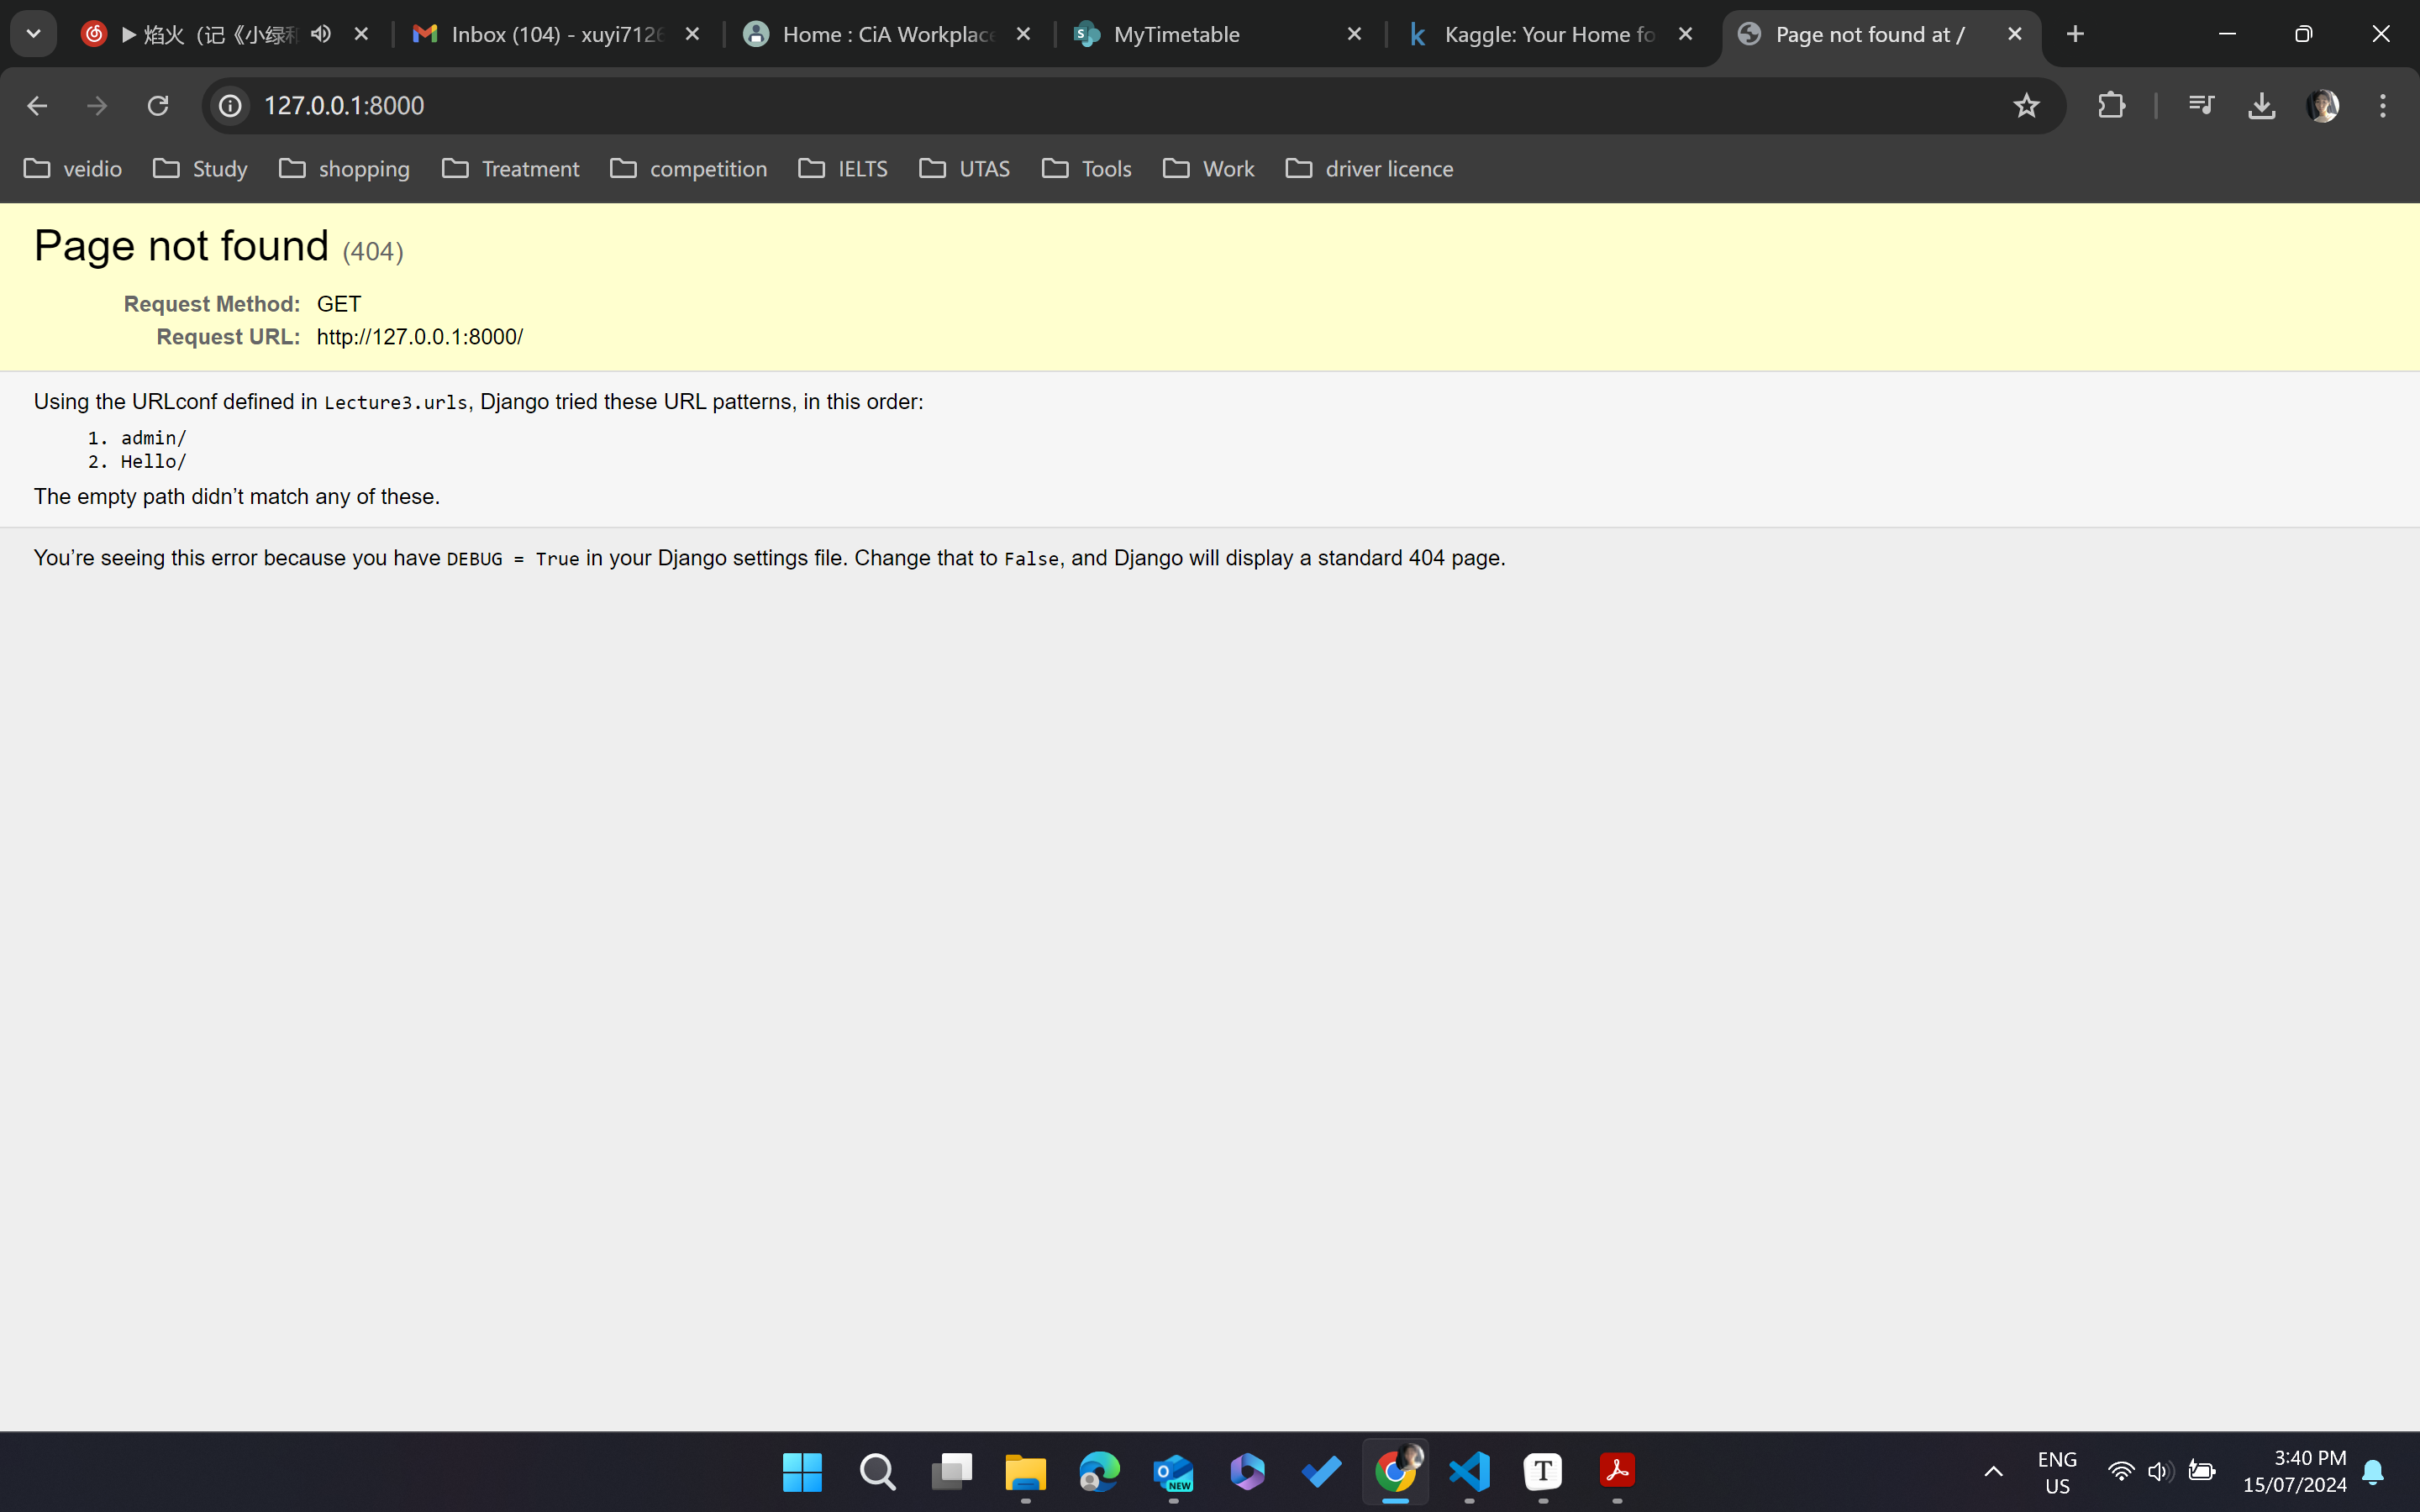 ▶ 焰火（记《小绿和
Inbox (104) - xuyi7126
Home : CiA Workplace
MyTimetable
Kaggle: Your Home fo
Page not found at /
127.0.0.1:8000
veidio
Study
shopping
Treatment
competition
IELTS
UTAS
Tools
Work
driver licence
Page not found (404)
Request Method: GET
Request URL: http://127.0.0.1:8000/
Using the URLconf defined in Lecture3.urls, Django tried these URL patterns, in this order:
1. admin/
2. Hello/
The empty path didn’t match any of these.
You’re seeing this error because you have DEBUG = True in your Django settings file. Change that to False, and Django will display a standard 404 page.
NEW
T
ENG
US
3:40 PM
15/07/2024